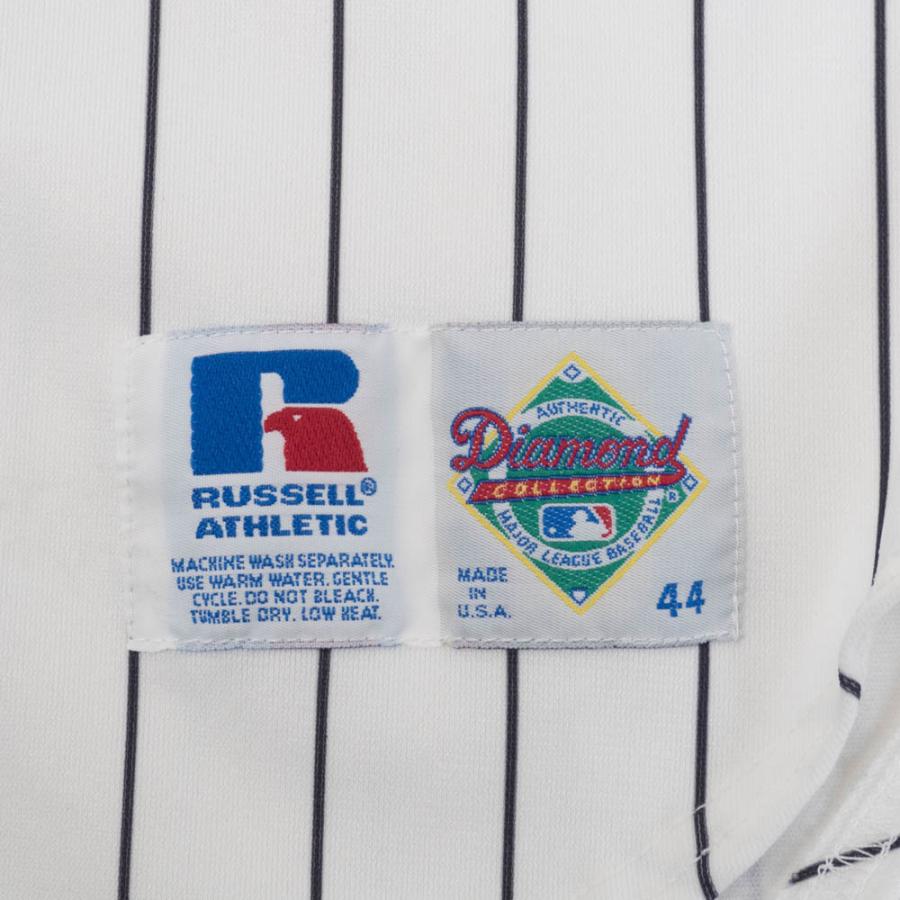 RUSSELL®
ATHLETIC
MACHINE WASH SEPARATELY.
USE WARM WATER. GENTLE
CYCLE. DO NOT BLEACH.
TUMBLE DRY. LOW HEAT.
AUTHENTIC
Diamond
COLLECTION
®
MAJOR LEAGUE BASEBALL
MADE
IN
U.S.A.
44